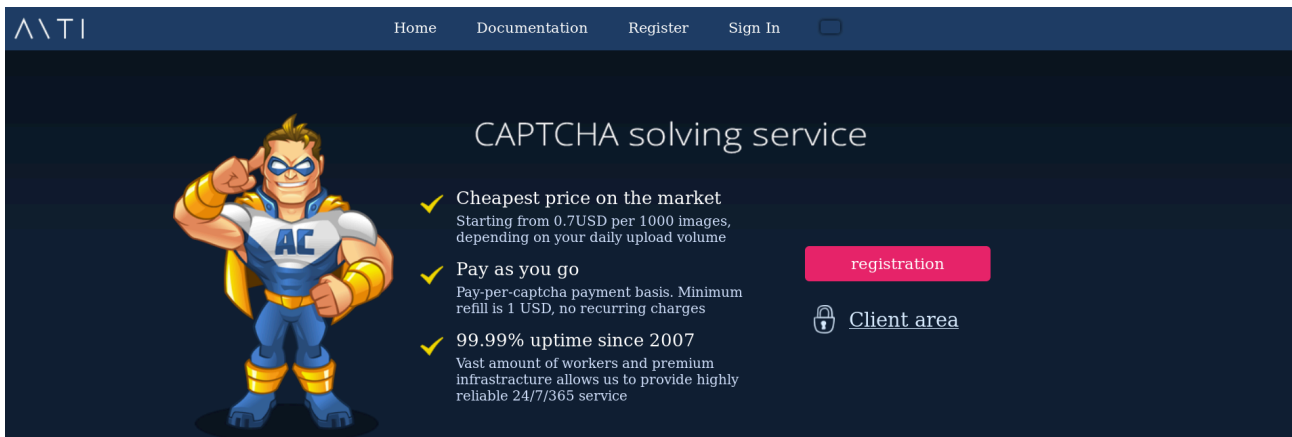 ANTI
Home Documentation Register Sign In
CAPTCHA solving service
AC
Cheapest price on the market
Starting from 0.7USD per 1000 images,
depending on your daily upload volume
Pay as you go
Pay-per-captcha payment basis. Minimum
refill is 1 USD, no recurring charges
99.99% uptime since 2007
Vast amount of workers and premium
infrastracture allows us to provide highly
reliable 24/7/365 service
registration
Client area